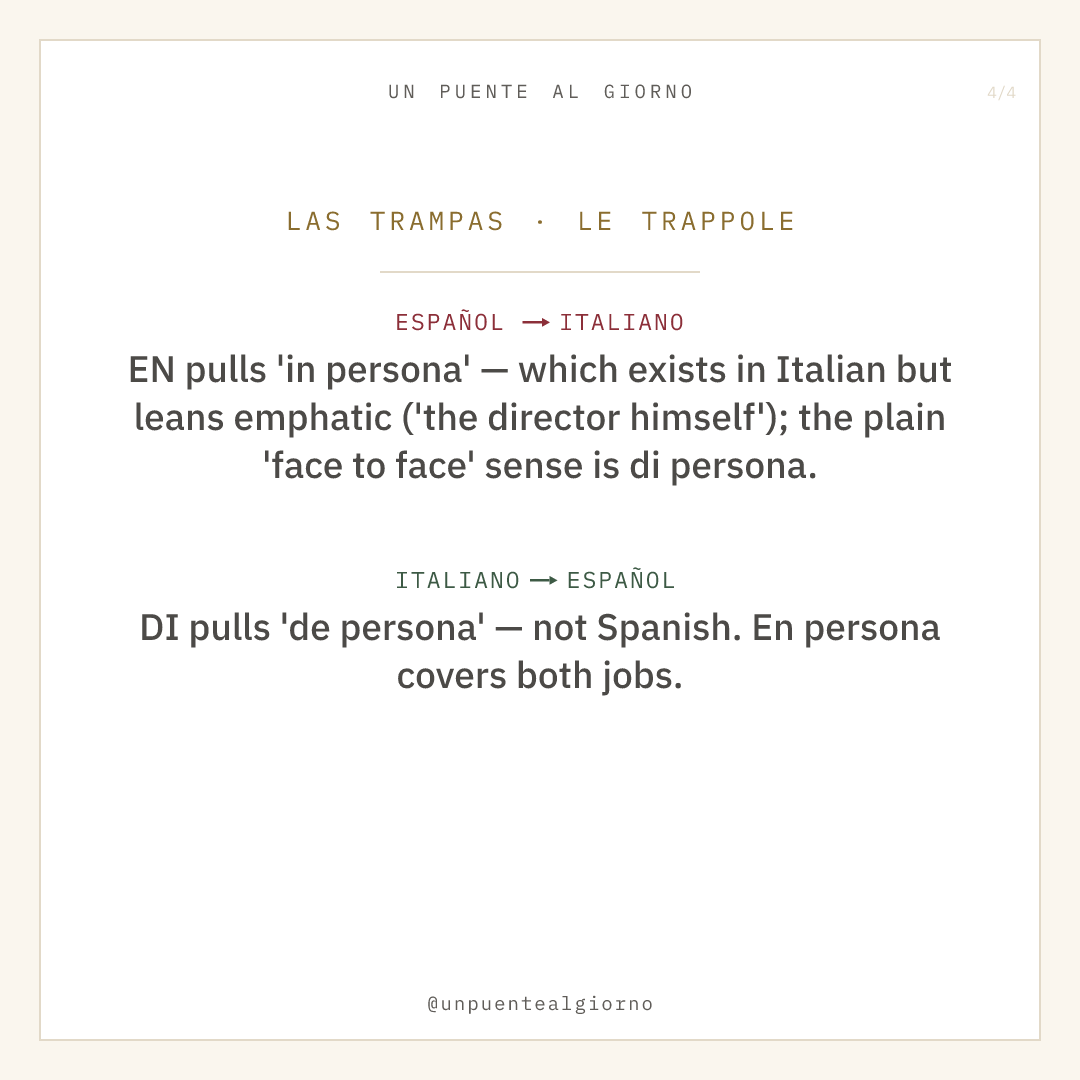 UN PUENTE AL GIORNO
4/4
LAS TRAMPAS · LE TRAPPOLE
ESPAÑOL → ITALIANO
EN pulls 'in persona' — which exists in Italian but
leans emphatic ('the director himself'); the plain
'face to face' sense is di persona.
ITALIANO → ESPAÑOL
DI pulls 'de persona' — not Spanish. En persona
covers both jobs.
@unpuentealgiorno